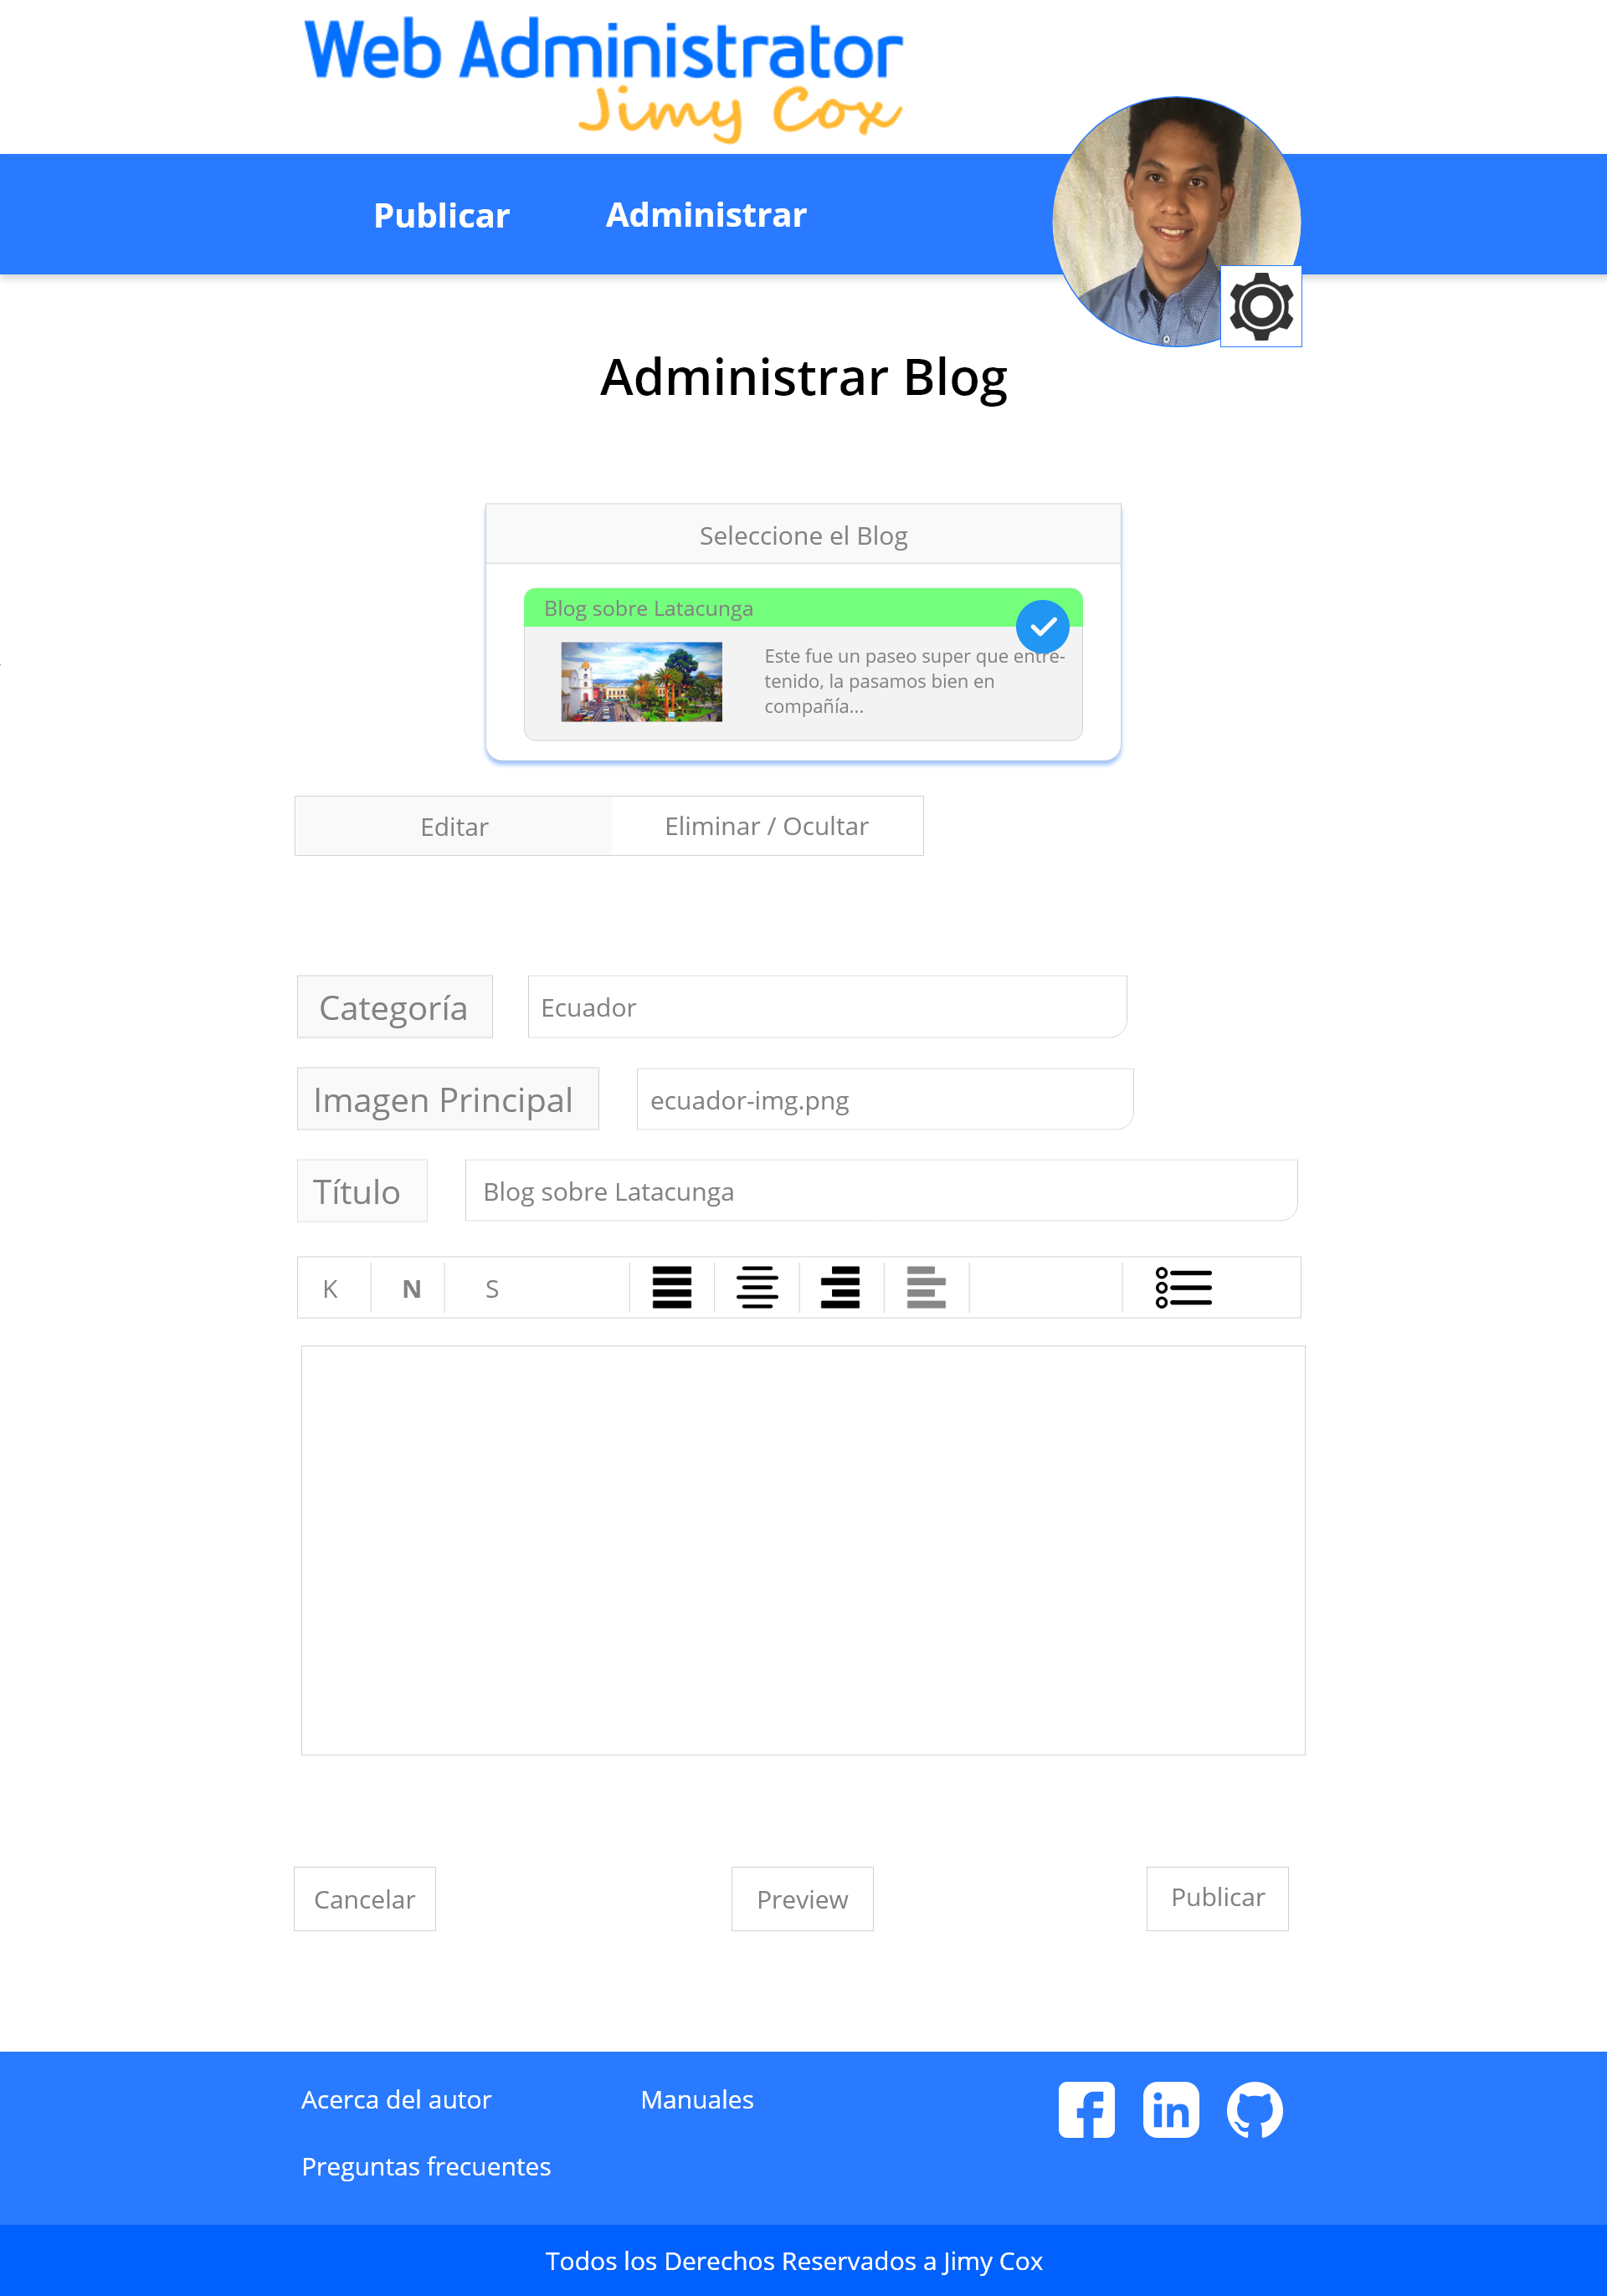 Web Administrator
Jimy Cox
Publicar
Administrar
Administrar Blog
Seleccione el Blog
Blog sobre Latacunga
Este fue un paseo super que entre-
tenido, la pasamos bien en
compañía...
Editar
Eliminar / Ocultar
Categoría
Ecuador
Imagen Principal
ecuador-img.png
Título
Blog sobre Latacunga
K
N
S
Cancelar
Preview
Publicar
Acerca del autor
Manuales
Preguntas frecuentes
Todos los Derechos Reservados a Jimy Cox